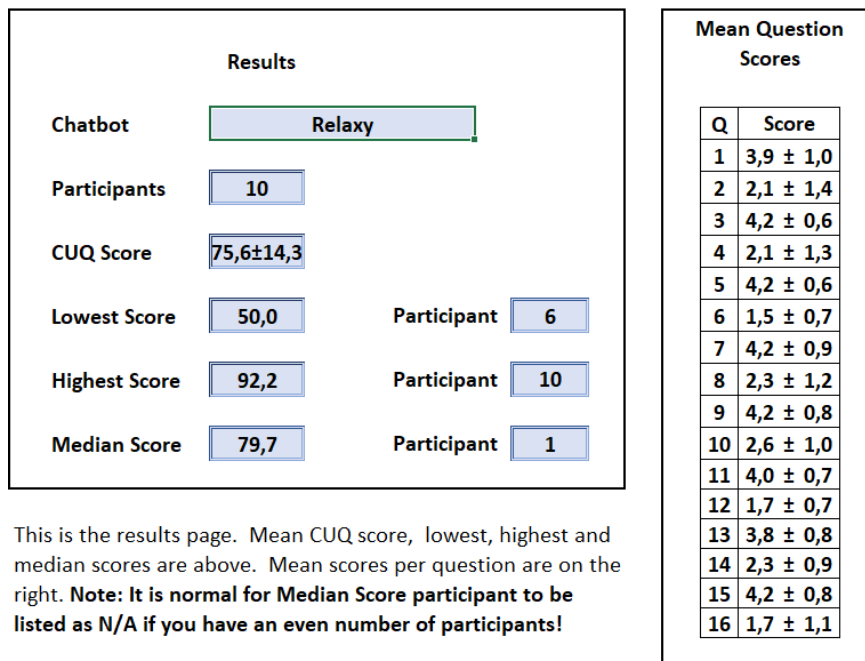 Results
Chatbot Relaxy
Participants 10
CUQ Score 75,6±14,3
Lowest Score 50,0 Participant 6
Highest Score 92,2 Participant 10
Median Score 79,7 Participant 1
This is the results page. Mean CUQ score, lowest, highest and
median scores are above. Mean scores per question are on the
right. Note: It is normal for Median Score participant to be
listed as N/A if you have an even number of participants!
Mean Question
Scores
Q Score
1 3,9 ± 1,0
2 2,1 ± 1,4
3 4,2 ± 0,6
4 2,1 ± 1,3
5 4,2 ± 0,6
6 1,5 ± 0,7
7 4,2 ± 0,9
8 2,3 ± 1,2
9 4,2 ± 0,8
10 2,6 ± 1,0
11 4,0 ± 0,7
12 1,7 ± 0,7
13 3,8 ± 0,8
14 2,3 ± 0,9
15 4,2 ± 0,8
16 1,7 ± 1,1